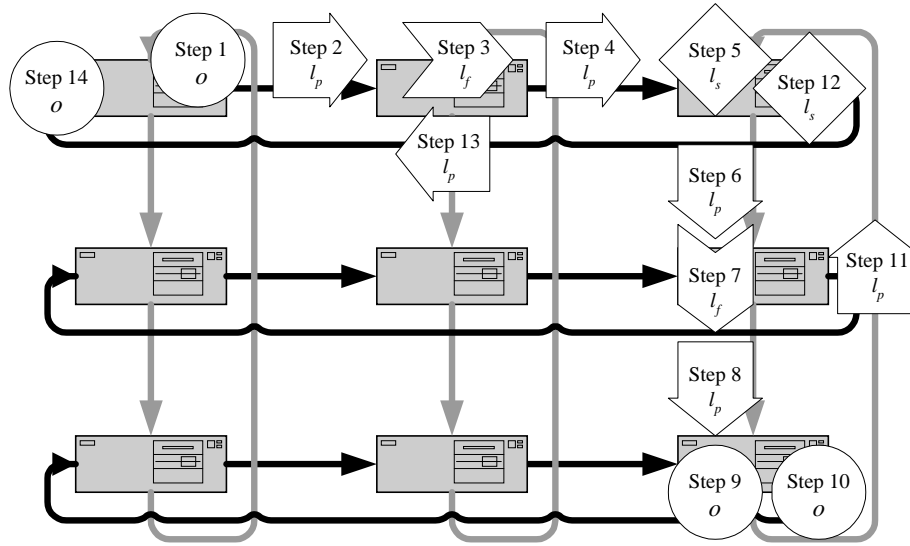 Step 1
o
Step 2
l_p
Step 3
l_f
Step 4
l_p
Step 5
l_s
Step 14
o
Step 12
l_s
Step 13
l_p
Step 6
l_p
Step 7
l_f
Step 11
l_p
Step 8
l_p
Step 9
o
Step 10
o